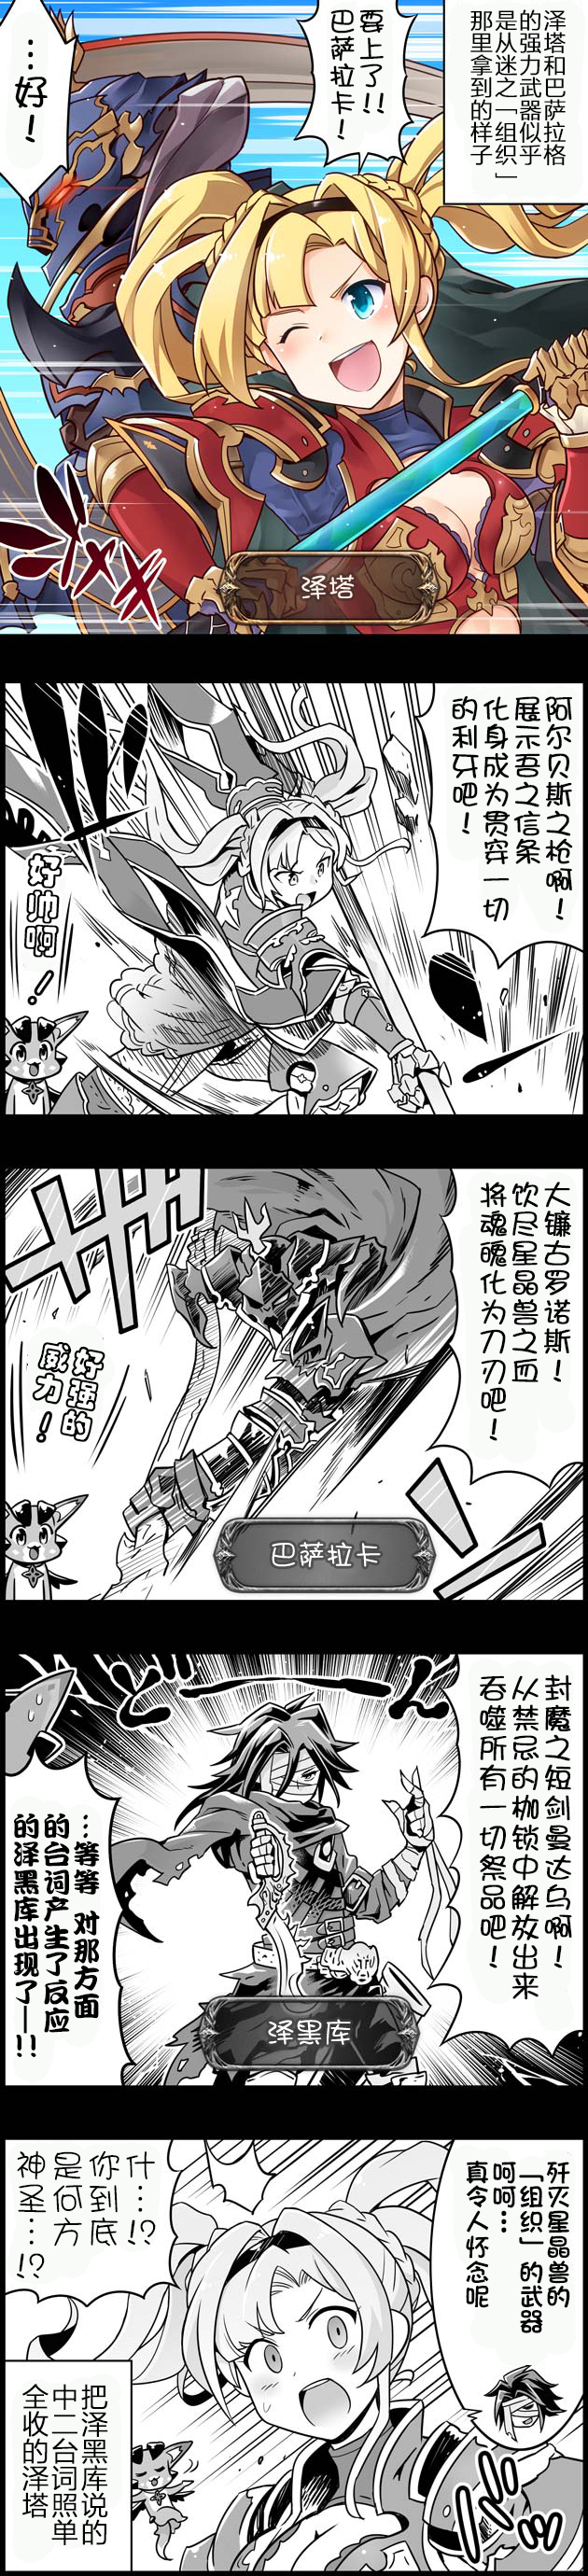 泽塔和巴萨拉格
的强力武器似乎
是从迷之「组织」
那里拿到的样子
要上了!!
巴萨拉卡！
…好！
ギャァ
泽塔
阿尔贝斯之枪啊！
展示吾之信条
化身成为贯穿一切
的利牙吧！
好帅啊！
大镰古罗诺斯！
饮尽星晶兽之血
将魂魄化为刀刃吧！
好强的
威力！
巴萨拉卡
封魔之短剑曼达乌啊！
从禁忌的枷锁中解放出来
吞噬所有一切祭品吧！
どーーん
…等等 对那方面
的台词产生了反应
的泽黑库出现了—!!
泽黑库
歼灭星晶兽的
「组织」的武器
呵呵…
真令人怀念呢
什…!?
你到底
是何方
神圣…!?
把泽黑库说的
中二台词照单
全收的泽塔